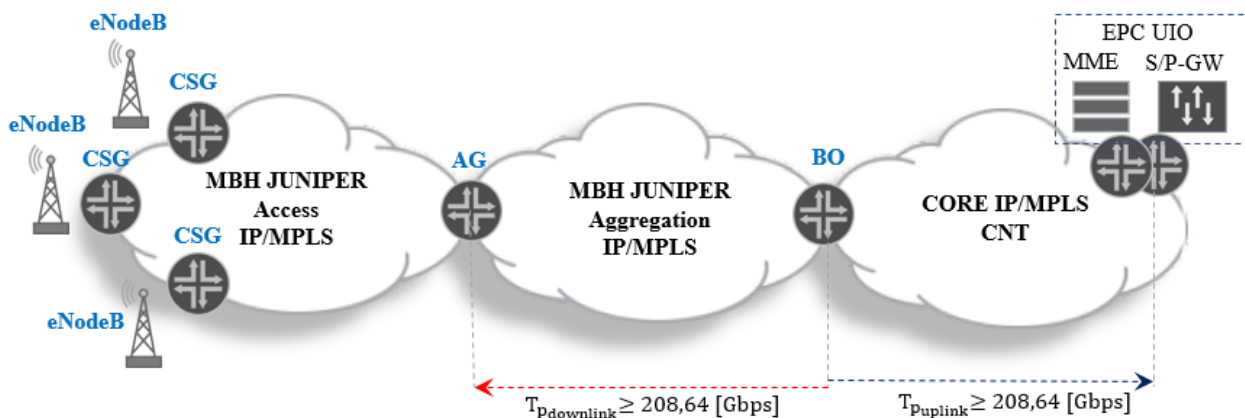 eNodeB
CSG
eNodeB
CSG
CSG
eNodeB
MBH JUNIPER
Access
IP/MPLS
AG
MBH JUNIPER
Aggregation
IP/MPLS
BO
CORE IP/MPLS
CNT
EPC UIO
MME S/P-GW
Tpdownlink ≥ 208,64 [Gbps]
Tpuplink ≥ 208,64 [Gbps]